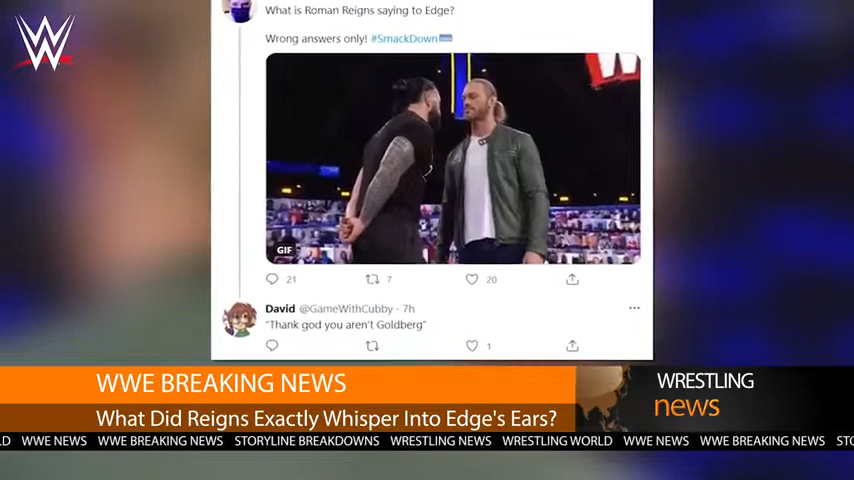 What is Roman Reigns saying to Edge?
Wrong answers only! #SmackDown
GIF
21 7 20
David @GameWithCubby · 7h
"Thank god you aren't Goldberg"
1
WWE BREAKING NEWS
WRESTLING
news
What Did Reigns Exactly Whisper Into Edge's Ears?
LD WWE NEWS WWE BREAKING NEWS STORYLINE BREAKDOWNS WRESTLING NEWS WRESTLING WORLD WWE NEWS WWE BREAKING NEWS STO